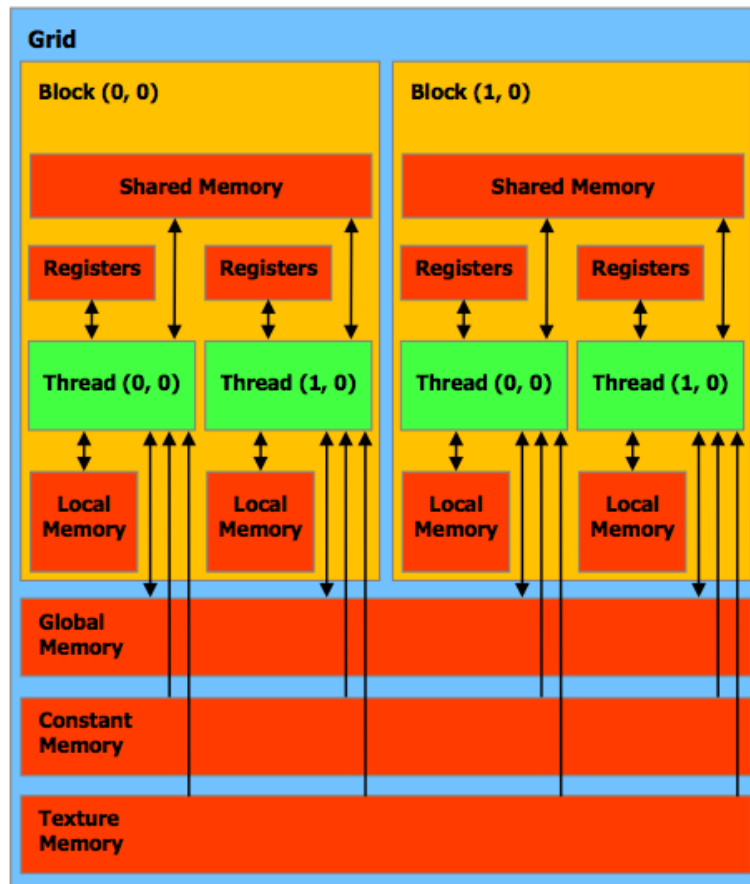 Grid
Block (0, 0)
Block (1, 0)
Shared Memory
Shared Memory
Registers
Registers
Registers
Registers
Thread (0, 0)
Thread (1, 0)
Thread (0, 0)
Thread (1, 0)
Local
Memory
Local
Memory
Local
Memory
Local
Memory
Global
Memory
Constant
Memory
Texture
Memory